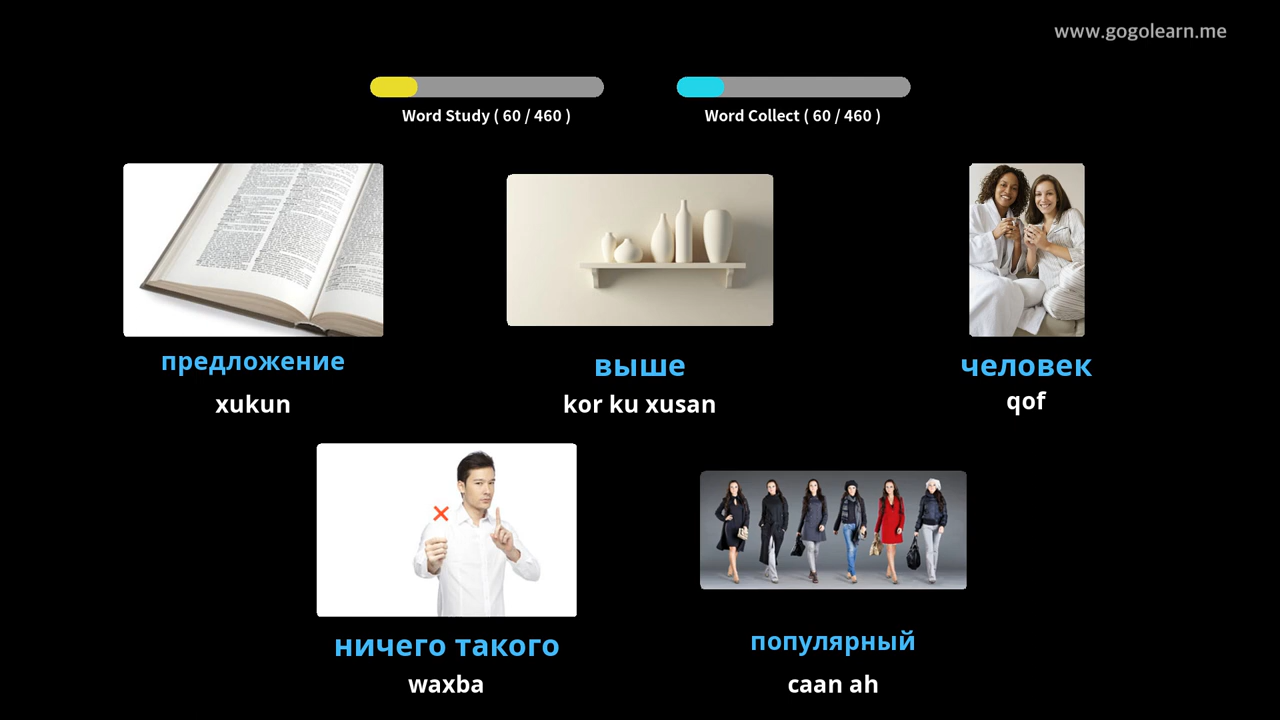 www.gogolearn.me
Word Study ( 60 / 460 )
Word Collect ( 60 / 460 )
предложение
xukun
выше
kor ku xusan
человек
qof
ничего такого
waxba
популярный
caan ah